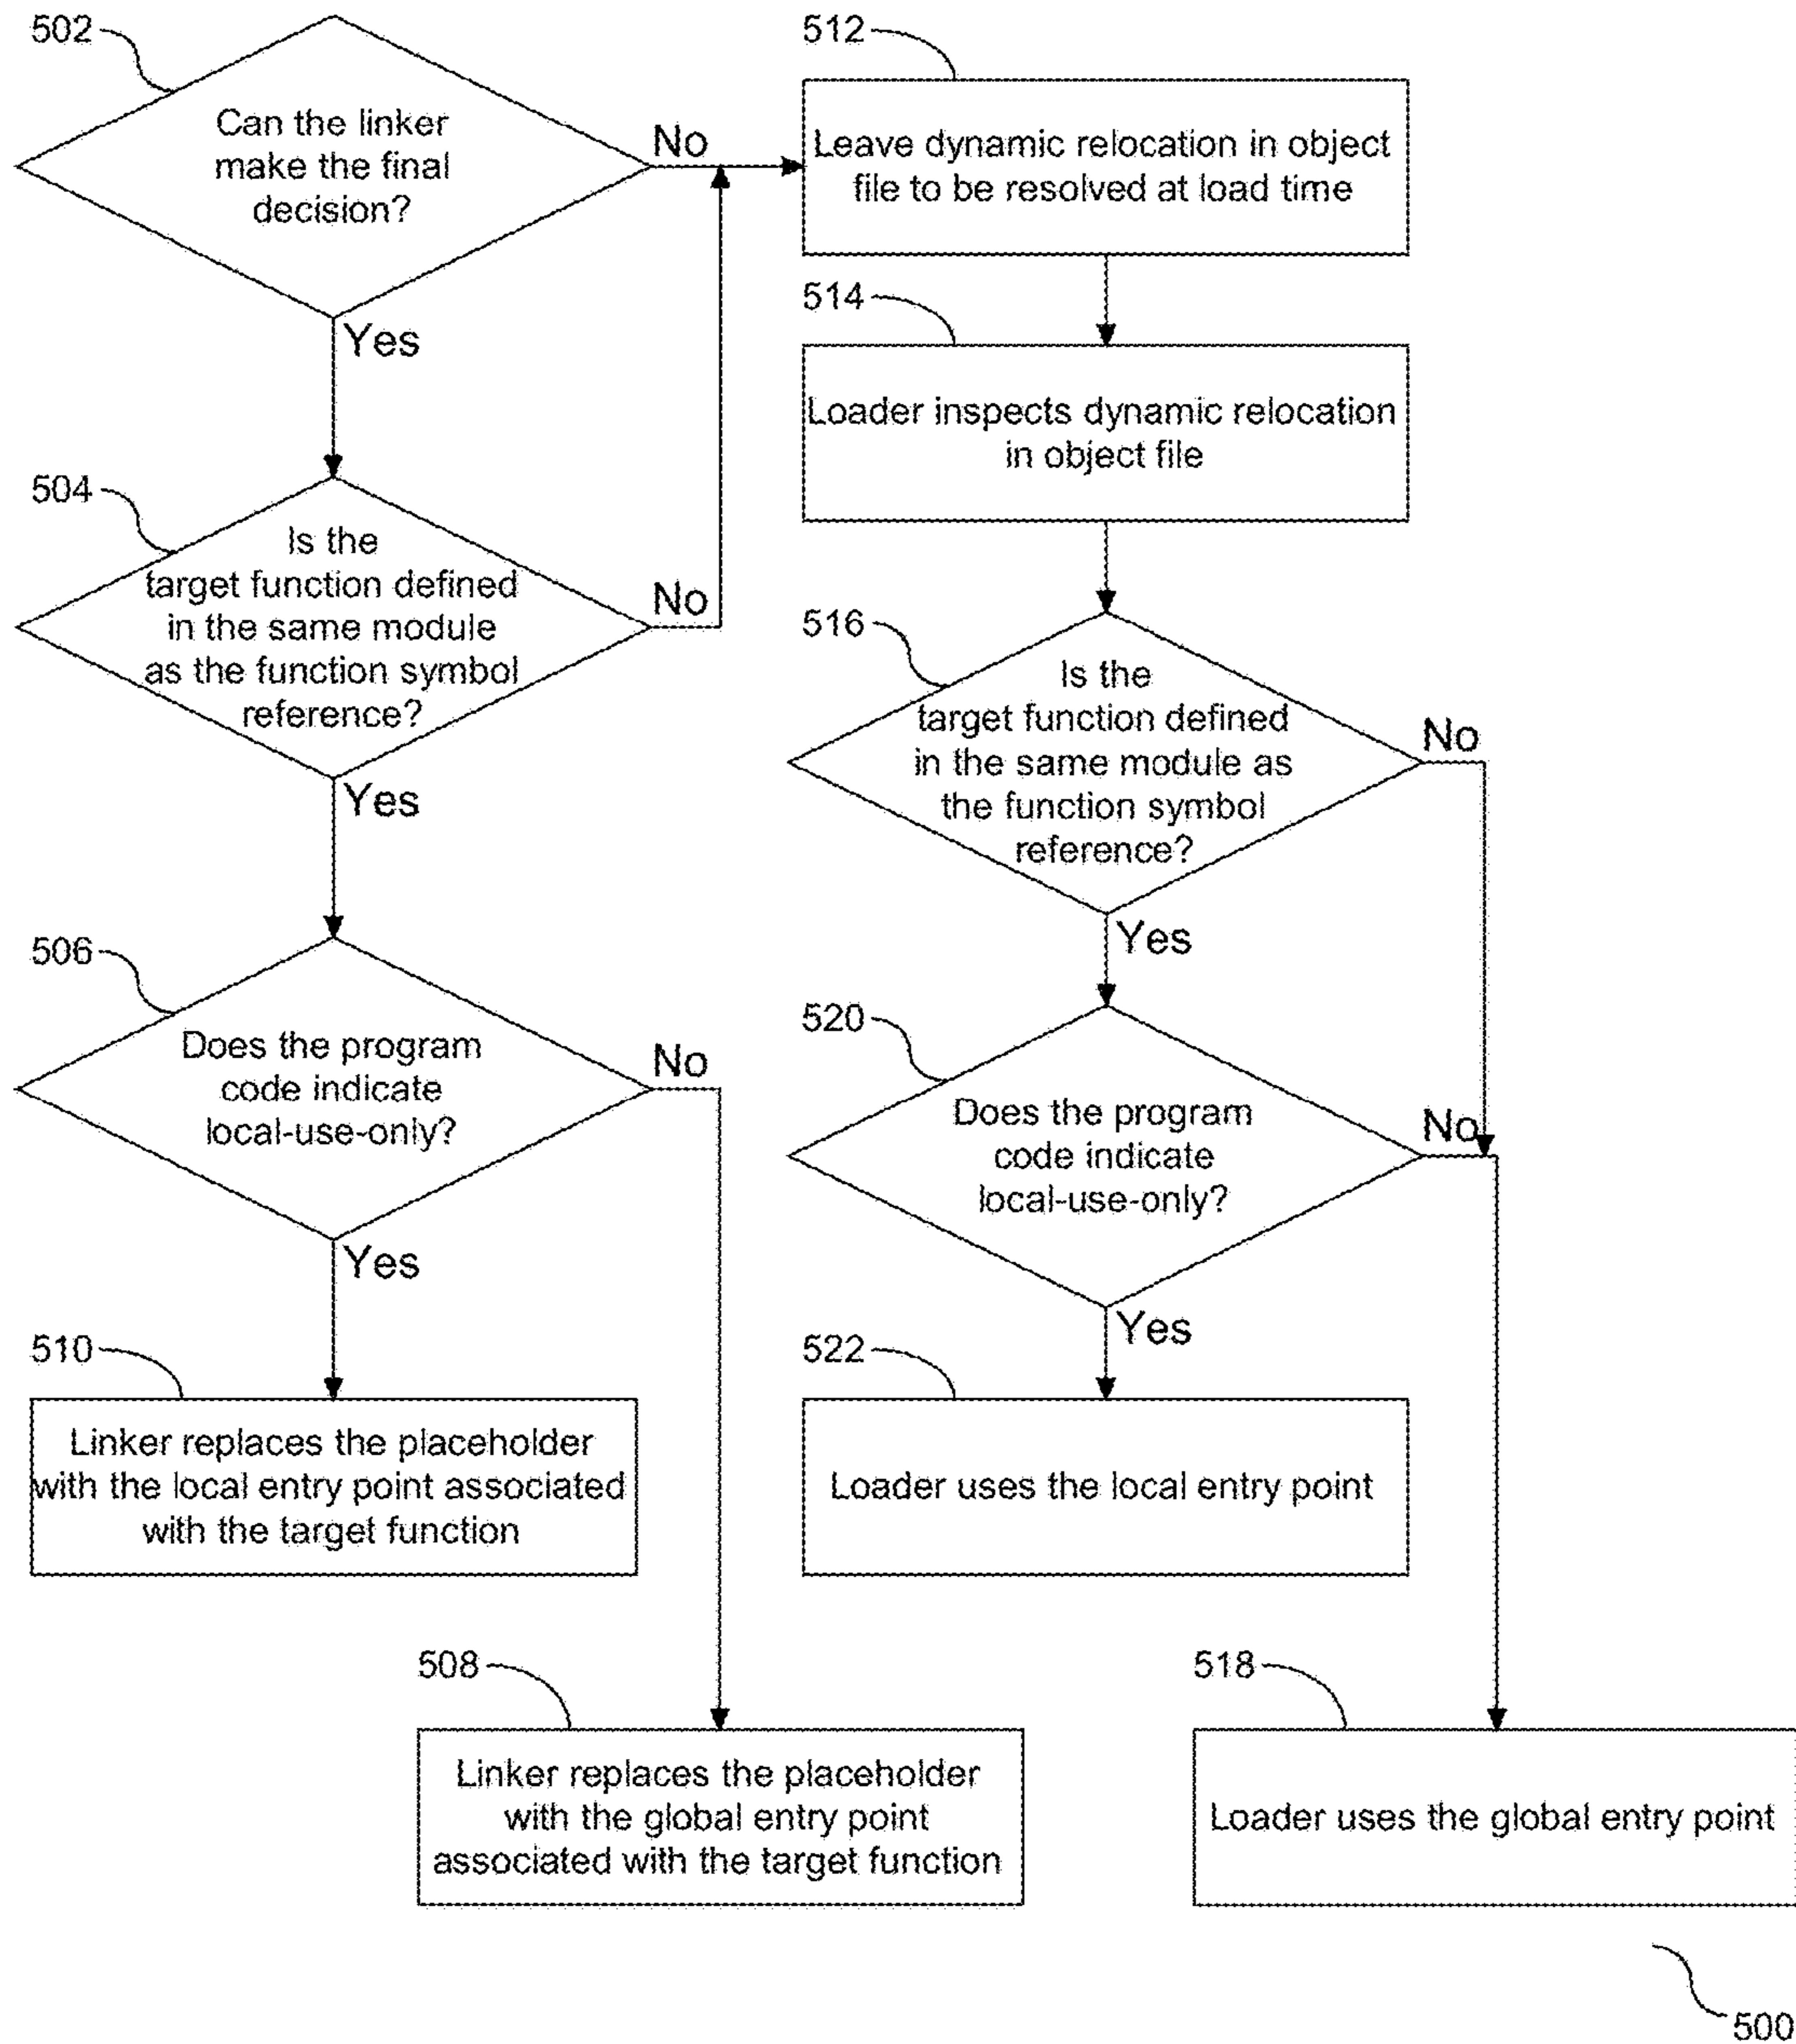 502
Can the linker
make the final
decision?
No
Yes
504
Is the
target function defined
in the same module
as the function symbol
reference?
No
Yes
506
Does the program
code indicate
local-use-only?
No
Yes
510
Linker replaces the placeholder
with the local entry point associated
with the target function
508
Linker replaces the placeholder
with the global entry point
associated with the target function
512
Leave dynamic relocation in object
file to be resolved at load time
514
Loader inspects dynamic relocation
in object file
516
Is the
target function defined
in the same module as
the function symbol
reference?
No
Yes
520
Does the program
code indicate
local-use-only?
No
Yes
522
Loader uses the local entry point
518
Loader uses the global entry point
500